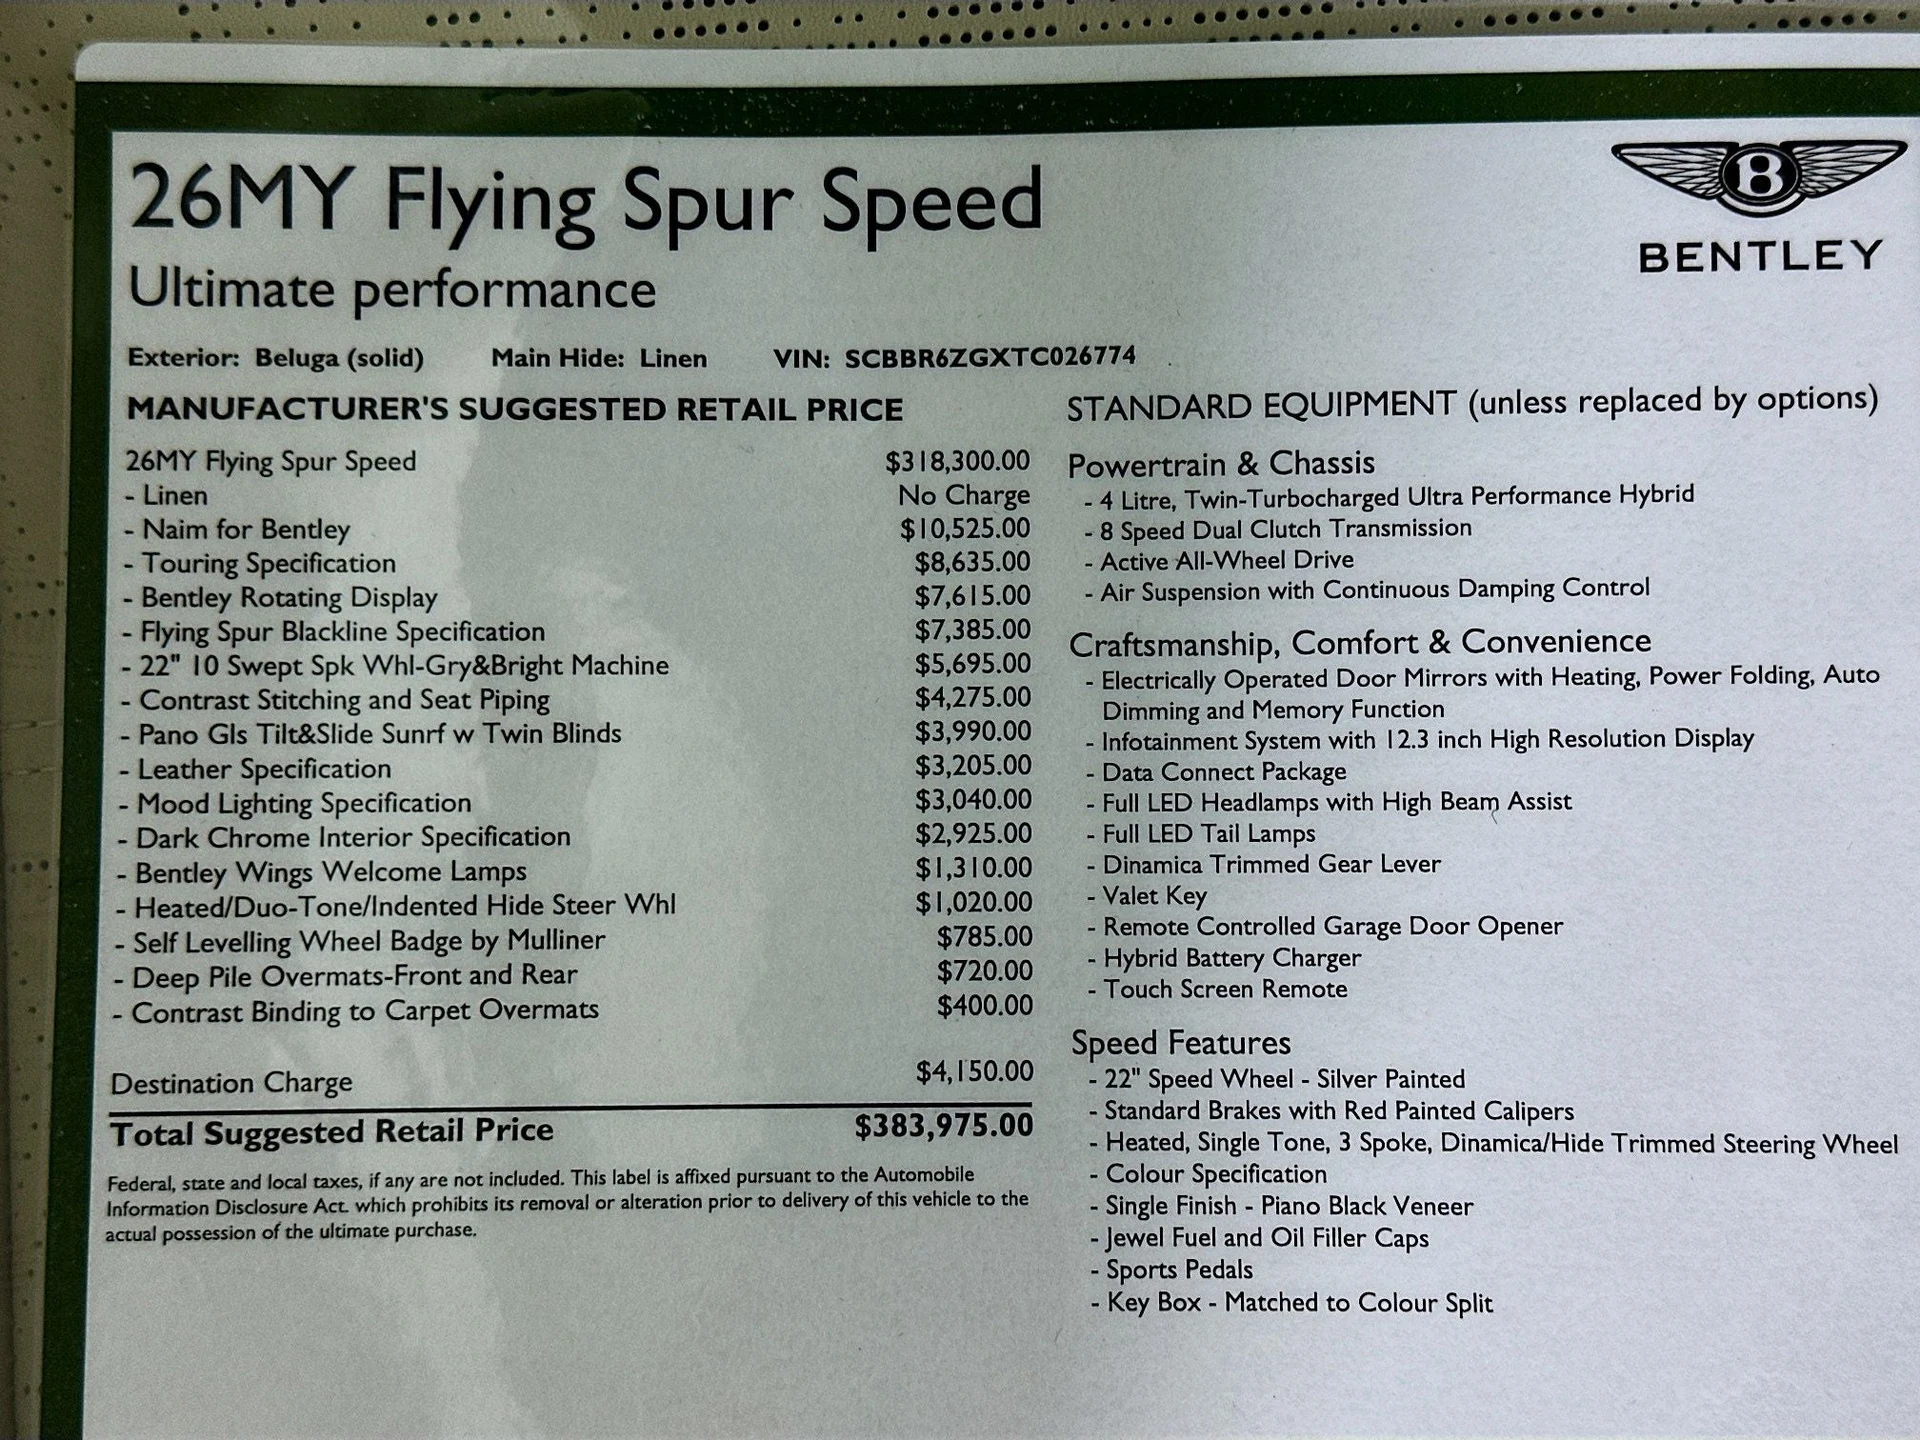 26MY Flying Spur Speed
Ultimate performance
B
BENTLEY
Exterior: Beluga (solid) Main Hide: Linen VIN: SCBBR6ZGXTC026774
MANUFACTURER'S SUGGESTED RETAIL PRICE
26MY Flying Spur Speed $318,300.00
- Linen No Charge
- Naim for Bentley $10,525.00
- Touring Specification $8,635.00
- Bentley Rotating Display $7,615.00
- Flying Spur Blackline Specification $7,385.00
- 22" 10 Swept Spk Whl-Gry&Bright Machine $5,695.00
- Contrast Stitching and Seat Piping $4,275.00
- Pano Gls Tilt&Slide Sunrf w Twin Blinds $3,990.00
- Leather Specification $3,205.00
- Mood Lighting Specification $3,040.00
- Dark Chrome Interior Specification $2,925.00
- Bentley Wings Welcome Lamps $1,310.00
- Heated/Duo-Tone/Indented Hide Steer Whl $1,020.00
- Self Levelling Wheel Badge by Mulliner $785.00
- Deep Pile Overmats-Front and Rear $720.00
- Contrast Binding to Carpet Overmats $400.00
Destination Charge $4,150.00
Total Suggested Retail Price $383,975.00
Federal, state and local taxes, if any are not included. This label is affixed pursuant to the Automobile
Information Disclosure Act. which prohibits its removal or alteration prior to delivery of this vehicle to the
actual possession of the ultimate purchase.
STANDARD EQUIPMENT (unless replaced by options)
Powertrain & Chassis
- 4 Litre, Twin-Turbocharged Ultra Performance Hybrid
- 8 Speed Dual Clutch Transmission
- Active All-Wheel Drive
- Air Suspension with Continuous Damping Control
Craftsmanship, Comfort & Convenience
- Electrically Operated Door Mirrors with Heating, Power Folding, Auto
Dimming and Memory Function
- Infotainment System with 12.3 inch High Resolution Display
- Data Connect Package
- Full LED Headlamps with High Beam Assist
- Full LED Tail Lamps
- Dinamica Trimmed Gear Lever
- Valet Key
- Remote Controlled Garage Door Opener
- Hybrid Battery Charger
- Touch Screen Remote
Speed Features
- 22" Speed Wheel - Silver Painted
- Standard Brakes with Red Painted Calipers
- Heated, Single Tone, 3 Spoke, Dinamica/Hide Trimmed Steering Wheel
- Colour Specification
- Single Finish - Piano Black Veneer
- Jewel Fuel and Oil Filler Caps
- Sports Pedals
- Key Box - Matched to Colour Split